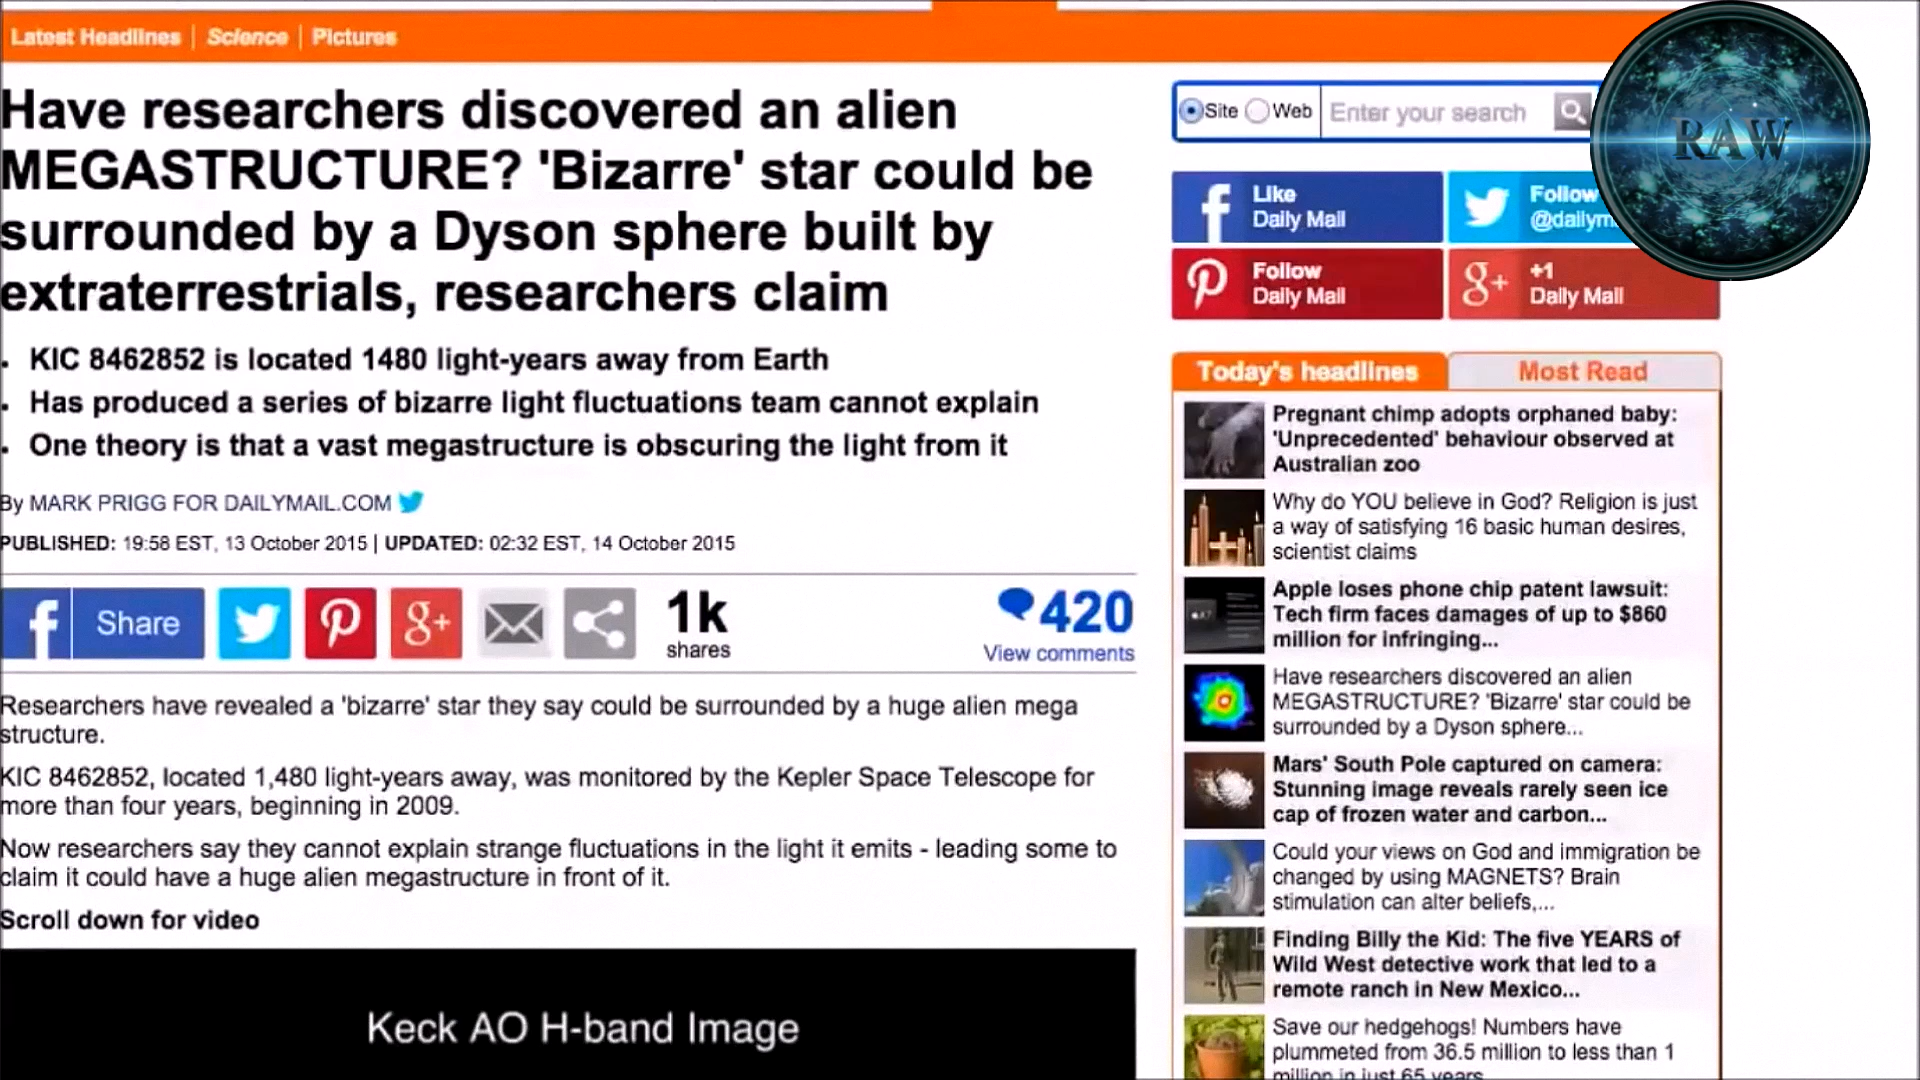 Latest Headlines | Science | Pictures
Have researchers discovered an alien
MEGASTRUCTURE? 'Bizarre' star could be
surrounded by a Dyson sphere built by
extraterrestrials, researchers claim
• KIC 8462852 is located 1480 light-years away from Earth
• Has produced a series of bizarre light fluctuations team cannot explain
• One theory is that a vast megastructure is obscuring the light from it
By MARK PRIGG FOR DAILYMAIL.COM
PUBLISHED: 19:58 EST, 13 October 2015 | UPDATED: 02:32 EST, 14 October 2015
Share
1k
shares
420
View comments
Researchers have revealed a 'bizarre' star they say could be surrounded by a huge alien mega
structure.
KIC 8462852, located 1,480 light-years away, was monitored by the Kepler Space Telescope for
more than four years, beginning in 2009.
Now researchers say they cannot explain strange fluctuations in the light it emits - leading some to
claim it could have a huge alien megastructure in front of it.
Scroll down for video
Keck AO H-band Image
Site Web Enter your search
RAW
Like
Daily Mail
Follow
@dailym
Follow
Daily Mail
g+ +1
Daily Mail
Today's headlines Most Read
Pregnant chimp adopts orphaned baby:
'Unprecedented' behaviour observed at
Australian zoo
Why do YOU believe in God? Religion is just
a way of satisfying 16 basic human desires,
scientist claims
Apple loses phone chip patent lawsuit:
Tech firm faces damages of up to $860
million for infringing...
Have researchers discovered an alien
MEGASTRUCTURE? 'Bizarre' star could be
surrounded by a Dyson sphere...
Mars' South Pole captured on camera:
Stunning image reveals rarely seen ice
cap of frozen water and carbon...
Could your views on God and immigration be
changed by using MAGNETS? Brain
stimulation can alter beliefs,...
Finding Billy the Kid: The five YEARS of
Wild West detective work that led to a
remote ranch in New Mexico...
Save our hedgehogs! Numbers have
plummeted from 36.5 million to less than 1
million in just 65 years